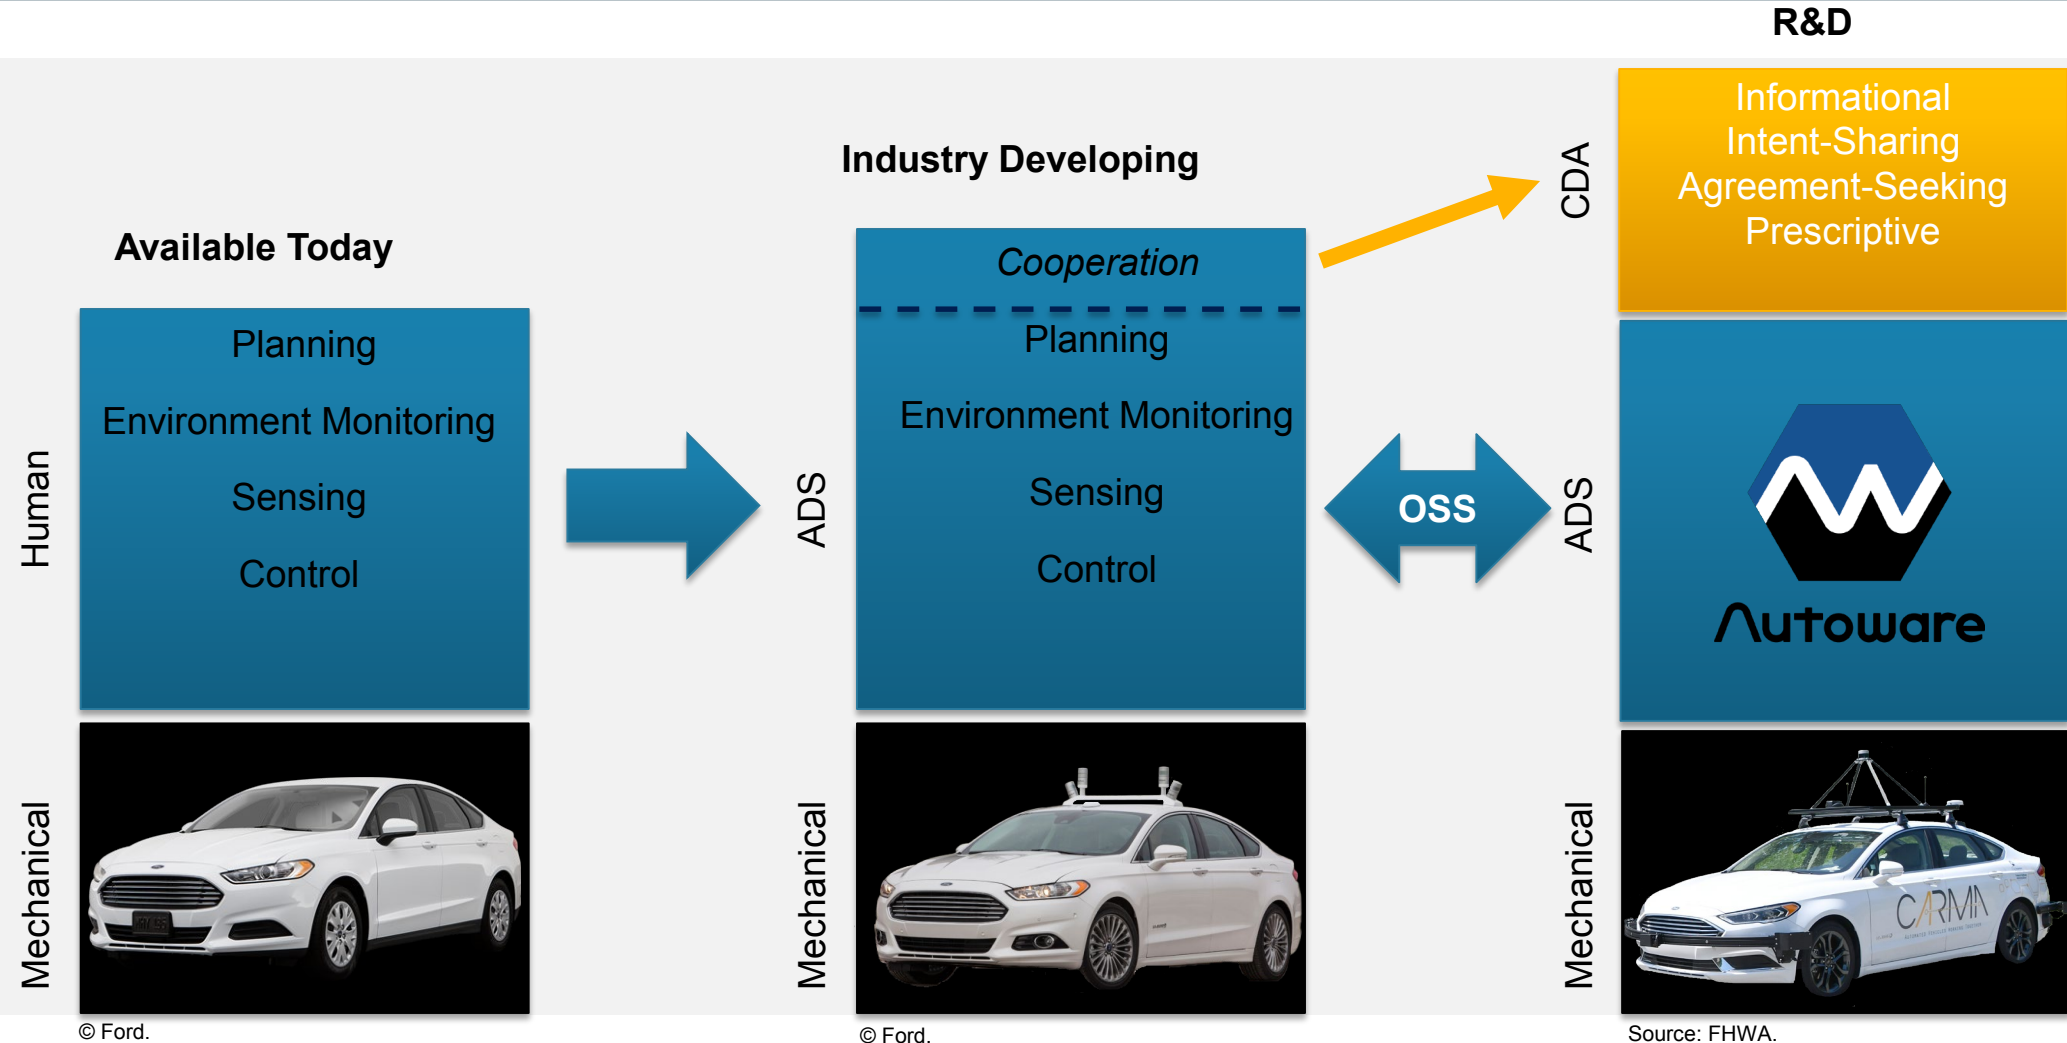 R&D
Informational
Intent-Sharing
Agreement-Seeking
Prescriptive
CDA
Industry Developing
Available Today
Cooperation
Planning
Environment Monitoring
Sensing
Control
Human
Planning
Environment Monitoring
Sensing
Control
ADS
OSS
ADS
Autoware
Mechanical
Mechanical
Mechanical
CARMA
© Ford.
© Ford.
Source: FHWA.